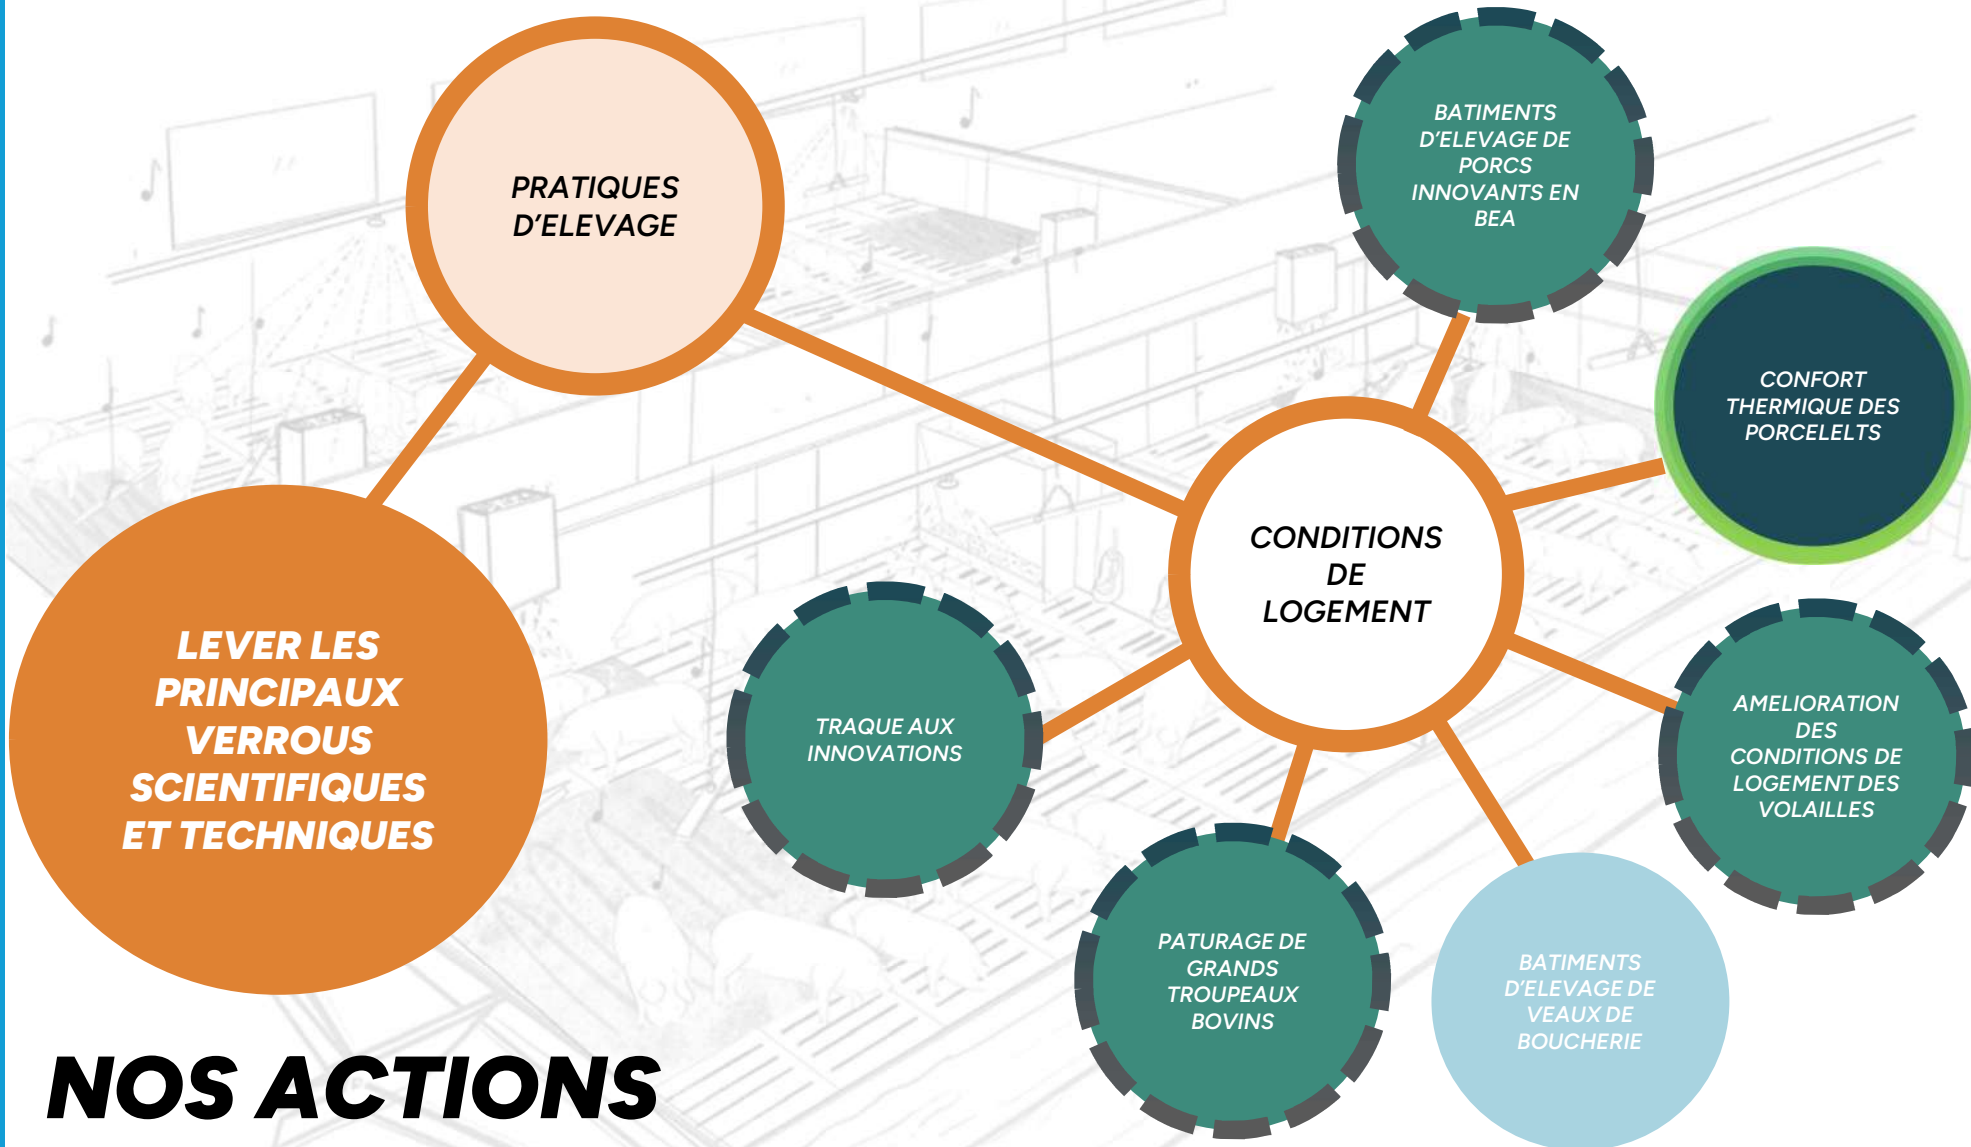 PRATIQUES
D'ELEVAGE
BATIMENTS
D'ELEVAGE DE
PORCS
INNOVANTS EN
BEA
CONFORT
THERMIQUE DES
PORCELELTS
CONDITIONS
DE
LOGEMENT
LEVER LES
PRINCIPAUX
VERROUS
SCIENTIFIQUES
ET TECHNIQUES
TRAQUE AUX
INNOVATIONS
AMELIORATION
DES
CONDITIONS DE
LOGEMENT DES
VOLAILLES
PATURAGE DE
GRANDS
TROUPEAUX
BOVINS
BATIMENTS
D'ELEVAGE DE
VEAUX DE
BOUCHERIE
NOS ACTIONS